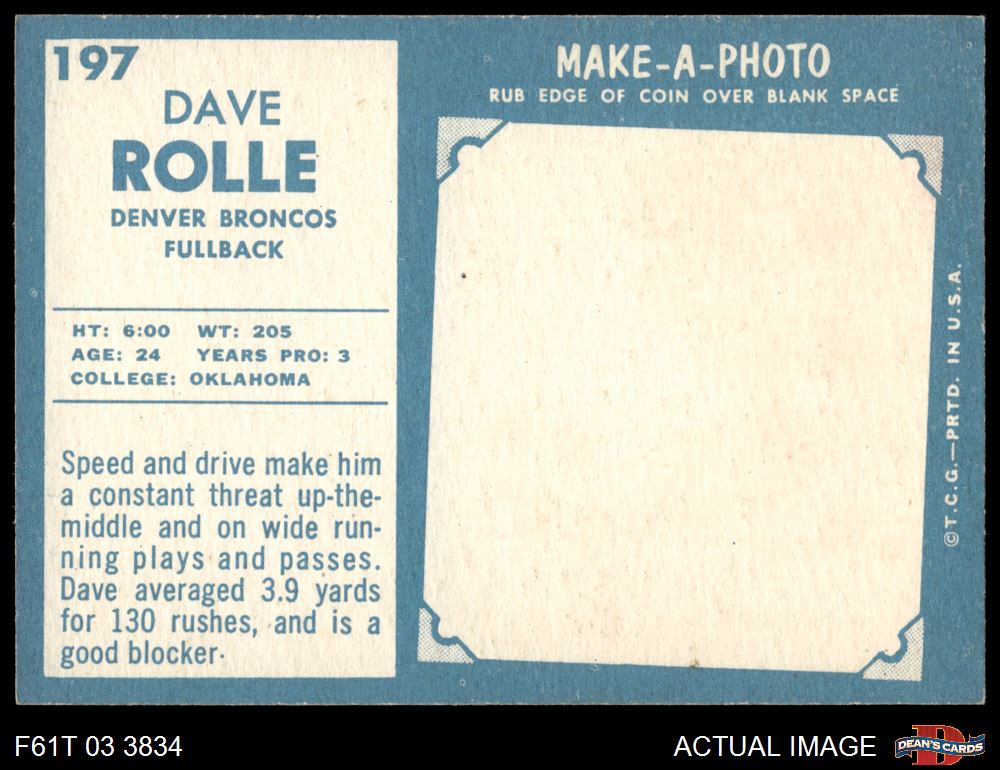 197
DAVE
ROLLE
DENVER BRONCOS
FULLBACK
HT: 6:00 WT: 205
AGE: 24 YEARS PRO: 3
COLLEGE: OKLAHOMA
Speed and drive make him
a constant threat up-the-
middle and on wide run-
ning plays and passes.
Dave averaged 3.9 yards
for 130 rushes, and is a
good blocker.
MAKE-A-PHOTO
RUB EDGE OF COIN OVER BLANK SPACE
©T.C.G.—PRTD. IN U.S.A.
F61T 03 3834
ACTUAL IMAGE
D
DEAN'S CARDS